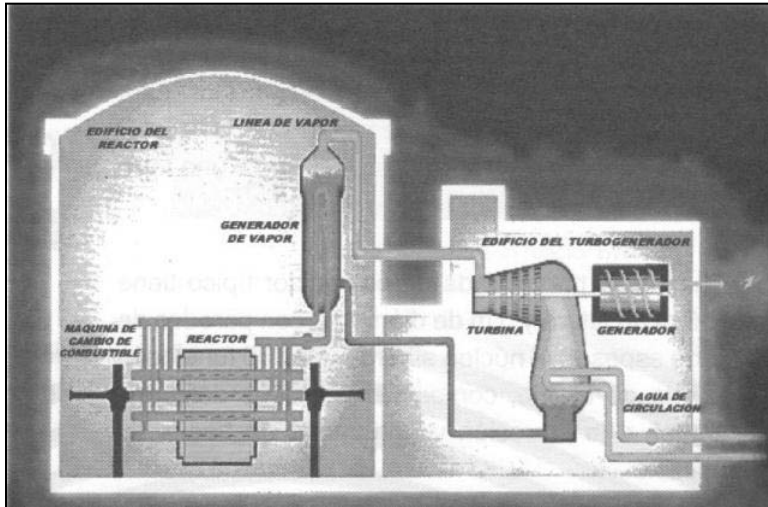 EDIFICIO DEL
REACTOR
LINEA DE VAPOR
GENERADOR
DE VAPOR
EDIFICIO DEL TURBOGENERADOR
MAQUINA DE
CAMBIO DE
COMBUSTIBLE
REACTOR
TURBINA
GENERADOR
AGUA DE
CIRCULACIÓN